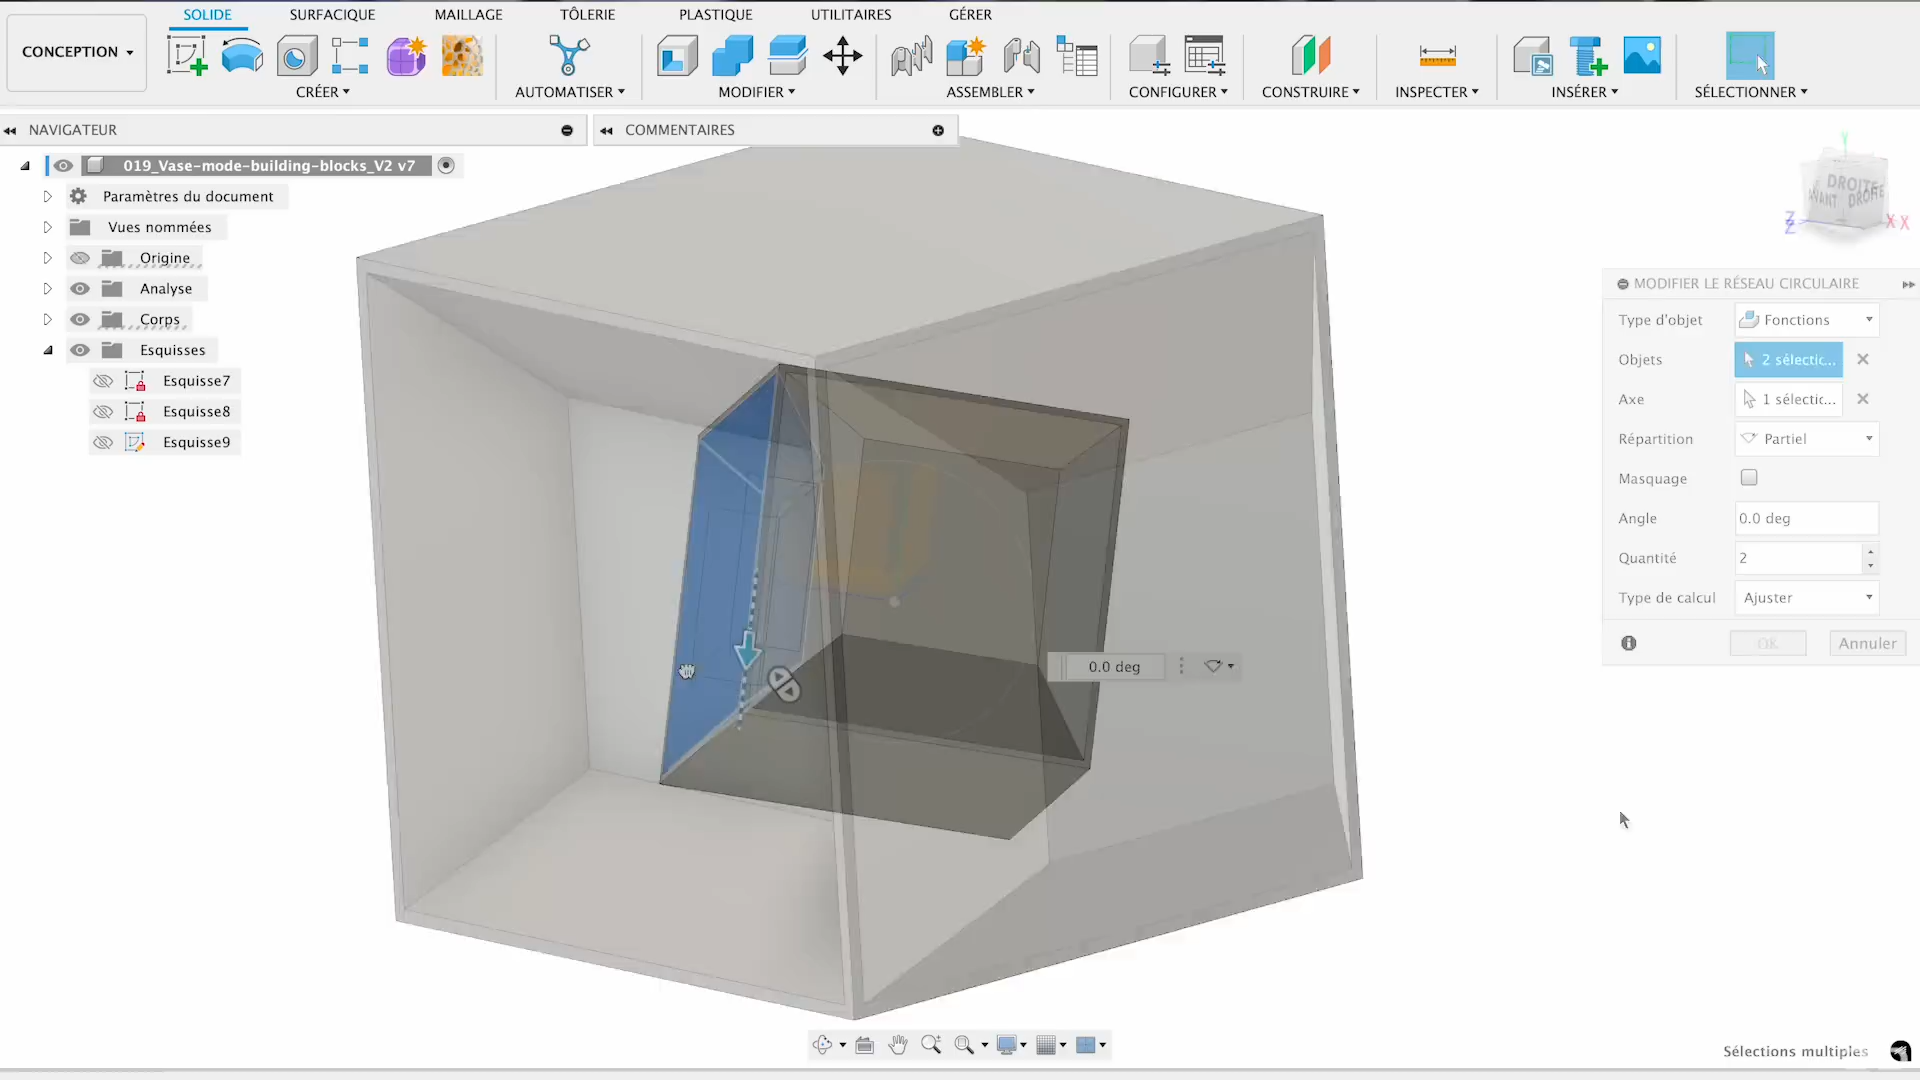 SOLIDE SURFACIQUE MAILLAGE TÔLERIE PLASTIQUE UTILITAIRES GÉRER
CONCEPTION
CRÉER AUTOMATISER MODIFIER ASSEMBLER CONFIGURER CONSTRUIRE INSPECTER INSÉRER SÉLECTIONNER
NAVIGATEUR
COMMENTAIRES
019_Vase-mode-building-blocks_V2 v7
Paramètres du document
Vues nommées
Origine
Analyse
Corps
Esquisses
Esquisse7
Esquisse8
Esquisse9
Y
DROITE
AVANT
DROITE
Z
X X
MODIFIER LE RÉSEAU CIRCULAIRE
Type d'objet Fonctions
Objets 2 sélectic...
Axe 1 sélectic...
Répartition Partiel
Masquage
Angle 0.0 deg
Quantité 2
Type de calcul Ajuster
OK Annuler
0.0 deg
Sélections multiples